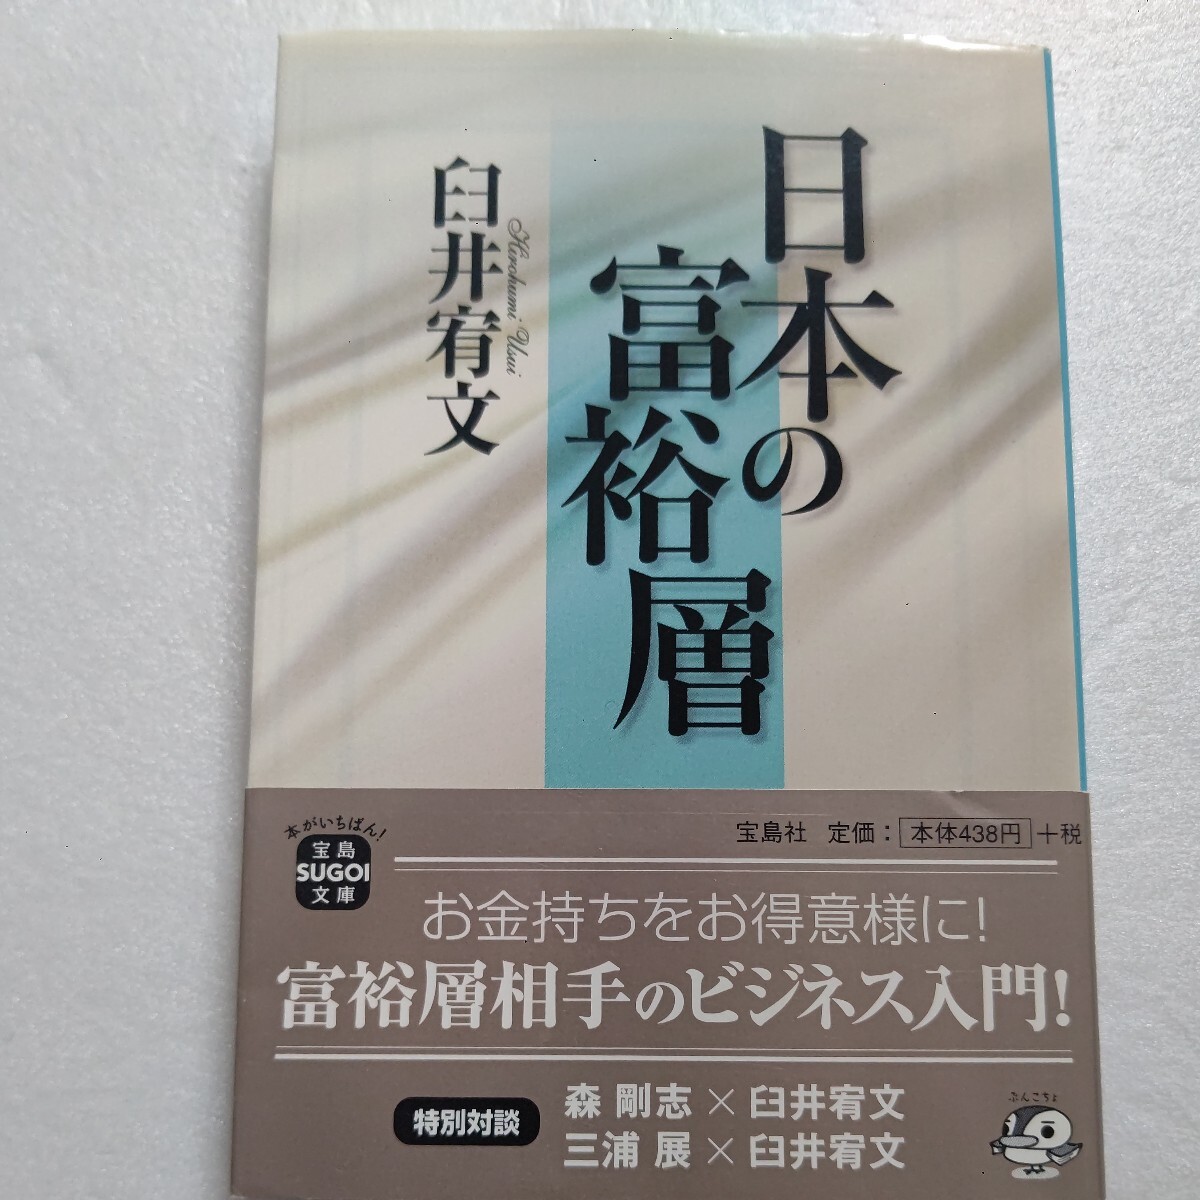 日本の
富裕層
臼井宥文
Hirohumi Usui
本がいちばん!
宝島
SUGOI
文庫
宝島社 定価：本体438円+税
お金持ちをお得意様に!
富裕層相手のビジネス入門!
特別対談
森 剛志×臼井宥文
三浦 展×臼井宥文
ぶんこちょ